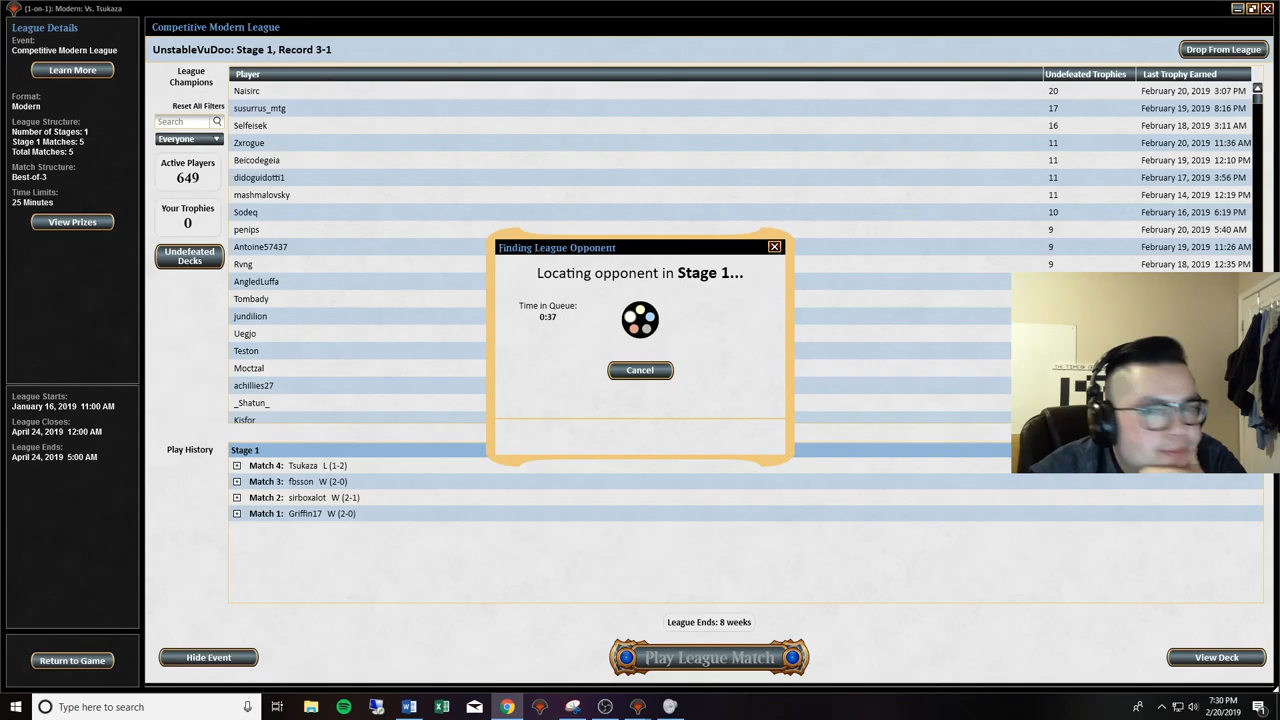 (1-on-1): Modern: Vs. Tsukaza
League Details
Event:
Competitive Modern League
Learn More
Format:
Modern
League Structure:
Number of Stages: 1
Stage 1 Matches: 5
Total Matches: 5
Match Structure:
Best-of-3
Time Limits:
25 Minutes
View Prizes
League Starts:
January 16, 2019 11:00 AM
League Closes:
April 24, 2019 12:00 AM
League Ends:
April 24, 2019 5:00 AM
Return to Game
Competitive Modern League
UnstableVuDoo: Stage 1, Record 3-1
Drop From League
League
Champions
Reset All Filters
Search
Everyone
Active Players
649
Your Trophies
0
Undefeated
Decks
Player Undefeated Trophies Last Trophy Earned
Naisirc 20 February 20, 2019 3:07 PM
susurrus_mtg 17 February 19, 2019 8:16 PM
Selfeisek 16 February 18, 2019 3:11 AM
Zxrogue 11 February 20, 2019 11:36 AM
Beicodegeia 11 February 19, 2019 12:10 PM
didoguidotti1 11 February 17, 2019 3:56 PM
mashmalovsky 11 February 14, 2019 12:19 PM
Sodeq 10 February 16, 2019 6:19 PM
penips 9 February 20, 2019 5:40 AM
Antoine57437 9 February 19, 2019 11:26 AM
Rvng 9 February 18, 2019 12:35 PM
AngledLuffa
Tombady
jundilion
Uegjo
Teston
Moctzal
achillies27
_Shatun_
Kisfor
Finding League Opponent
Locating opponent in Stage 1...
Time in Queue:
0:37
Cancel
Play History
Stage 1
Match 4: Tsukaza L (1-2)
Match 3: fbsson W (2-0)
Match 2: sirboxalot W (2-1)
Match 1: Griffin17 W (2-0)
League Ends: 8 weeks
Hide Event
Play League Match
View Deck
Type here to search
7:30 PM
2/20/2019